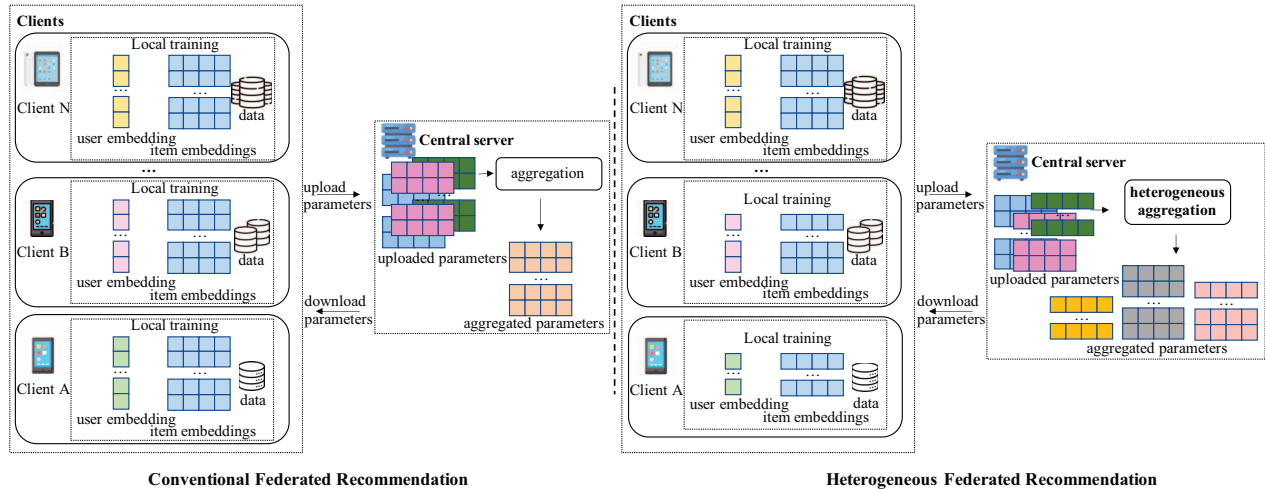 Clients
Local training
...
...
Client N
data
user embedding
item embeddings
...
Local training
...
...
Client B
data
user embedding
item embeddings
Local training
...
...
Client A
data
user embedding
item embeddings
upload
parameters
download
parameters
Central server
...
aggregation
uploaded parameters
...
aggregated parameters
Conventional Federated Recommendation
Clients
Local training
...
...
Client N
data
user embedding
item embeddings
...
Local training
...
...
Client B
data
user embedding
item embeddings
Local training
...
...
Client A
data
user embedding
item embeddings
upload
parameters
download
parameters
Central server
...
heterogeneous
aggregation
uploaded parameters
...
...
...
aggregated parameters
Heterogeneous Federated Recommendation